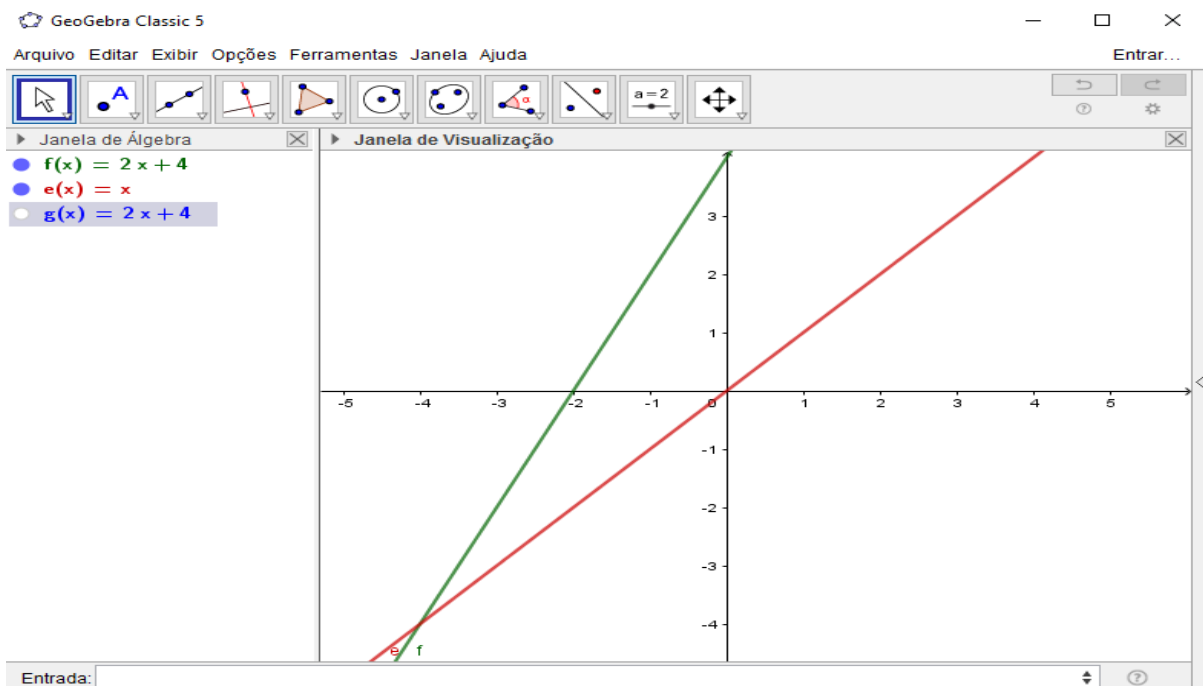 GeoGebra Classic 5
Arquivo Editar Exibir Opções Ferramentas Janela Ajuda Entrar...
A α a=2
Janela de Álgebra
f(x) = 2 x + 4
e(x) = x
g(x) = 2 x + 4
Janela de Visualização
3
2
1
-5 -4 -3 -2 -1 0 1 2 3 4 5
-1
-2
-3
-4
e f
Entrada: